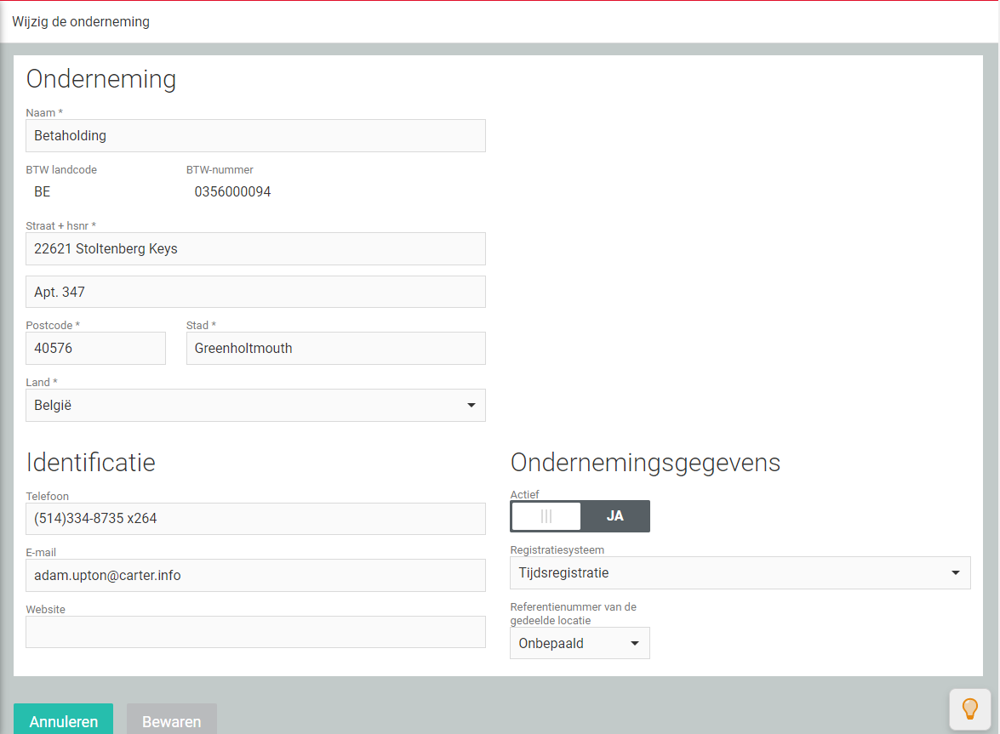 Wijzig de onderneming
Onderneming
Naam *
Betaholding
BTW landcode
BTW-nummer
BE
0356000094
Straat + hsnr *
22621 Stoltenberg Keys
Apt. 347
Postcode *
Stad *
40576
Greenholtmouth
Land *
België
Identificatie
Telefoon
(514)334-8735 x264
E-mail
adam.upton@carter.info
Website
Ondernemingsgegevens
Actief
JA
Registratiesysteem
Tijdsregistratie
Referentienummer van de
gedeelde locatie
Onbepaald
Annuleren
Bewaren